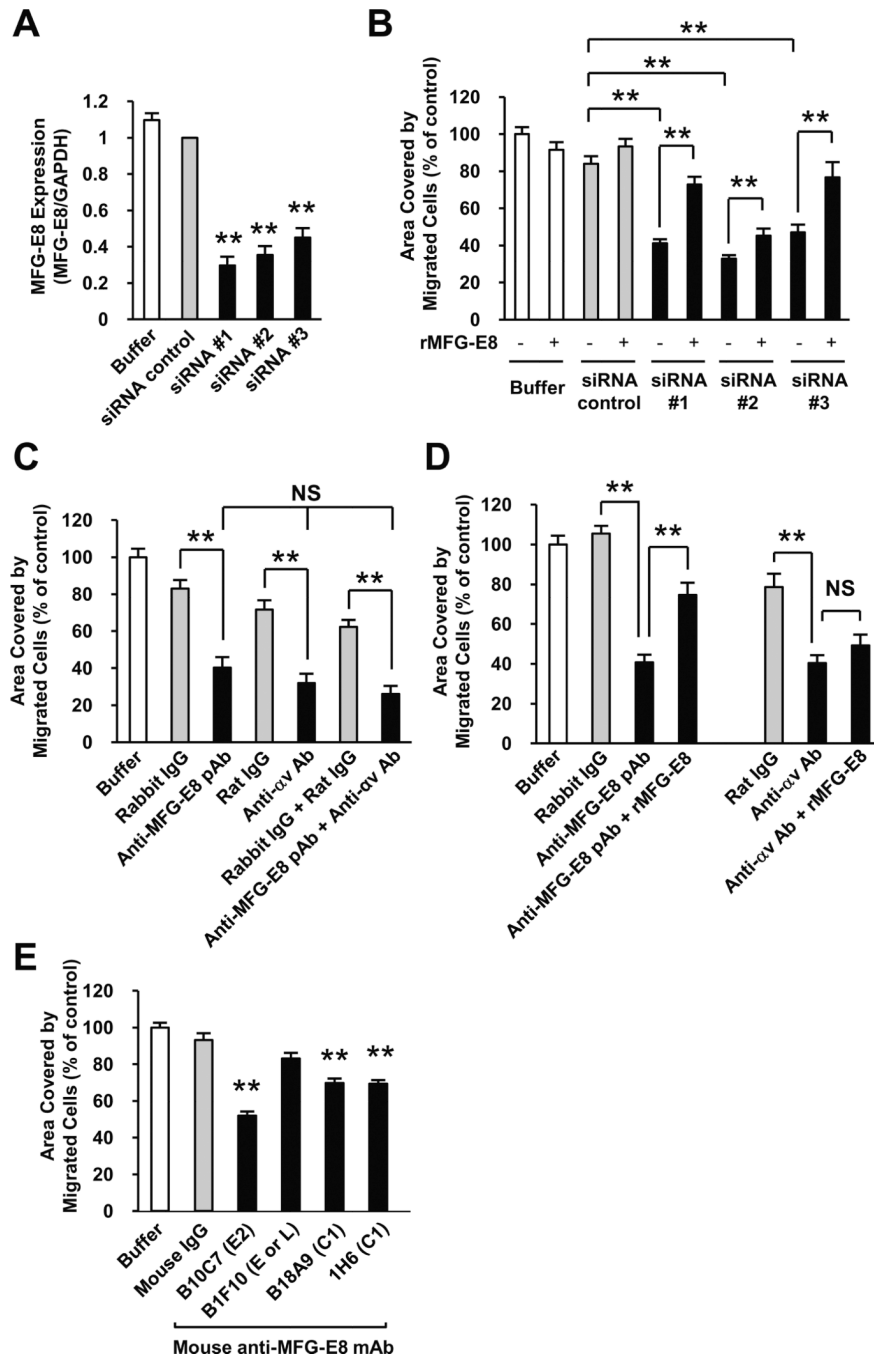 A
MFG-E8 Expression
(MFG-E8/GAPDH)
1.2
1
0.8
0.6
0.4
0.2
0
**
**
**
Buffer
siRNA control
siRNA #1
siRNA #2
siRNA #3
B
Area Covered by
Migrated Cells (% of control)
120
100
80
60
40
20
0
**
**
**
**
**
**
rMFG-E8
- + - + - + - + - +
Buffer
siRNA
control
siRNA
#1
siRNA
#2
siRNA
#3
C
Area Covered by
Migrated Cells (% of control)
120
100
80
60
40
20
0
NS
**
**
**
Buffer
Rabbit IgG
Anti-MFG-E8 pAb
Rat IgG
Anti-αv Ab
Rabbit IgG + Rat IgG
Anti-MFG-E8 pAb + Anti-αv Ab
D
Area Covered by
Migrated Cells (% of control)
120
100
80
60
40
20
0
**
**
**
NS
Buffer
Rabbit IgG
Anti-MFG-E8 pAb
Anti-MFG-E8 pAb + rMFG-E8
Rat IgG
Anti-αv Ab
Anti-αv Ab + rMFG-E8
E
Area Covered by
Migrated Cells (% of control)
120
100
80
60
40
20
0
**
**
**
Buffer
Mouse IgG
B10C7 (E2)
B1F10 (E or L)
B18A9 (C1)
1H6 (C1)
Mouse anti-MFG-E8 mAb